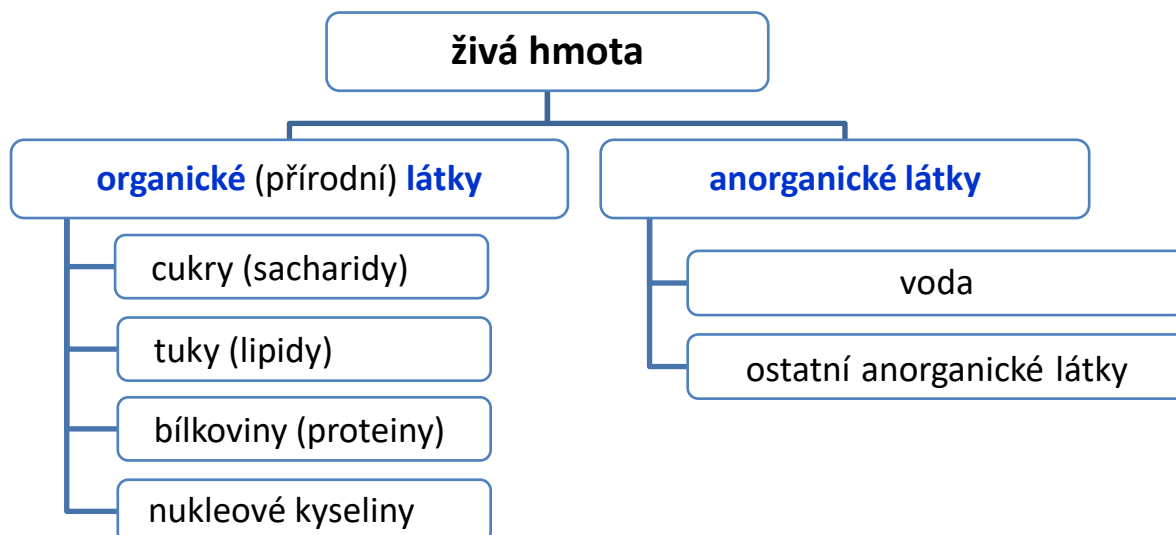 živá hmota
organické (přírodní) látky
cukry (sacharidy)
tuky (lipidy)
bílkoviny (proteiny)
nukleové kyseliny
anorganické látky
voda
ostatní anorganické látky